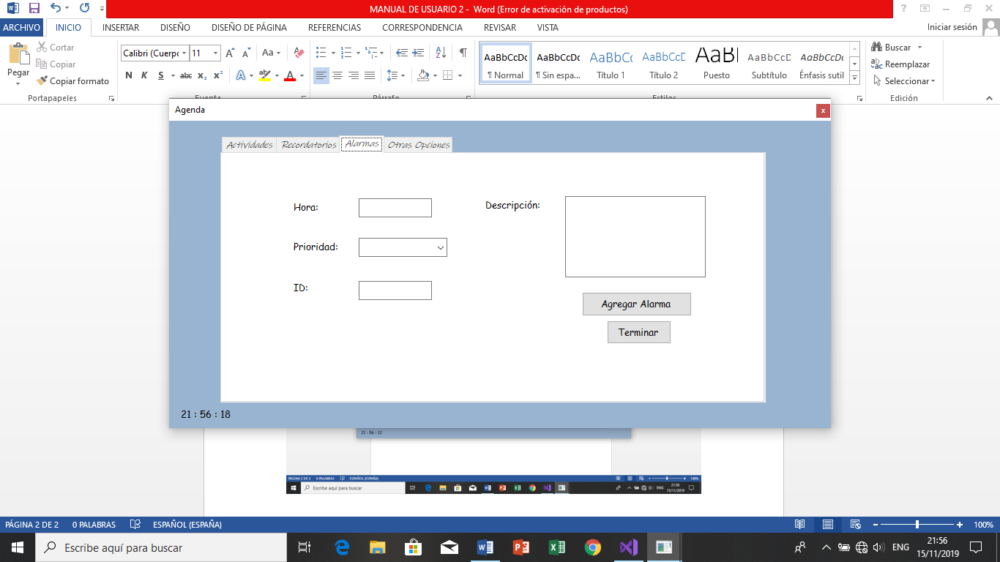 MANUAL DE USUARIO 2 - Word (Error de activación de productos)
ARCHIVO INICIO INSERTAR DISEÑO DISEÑO DE PÁGINA REFERENCIAS CORRESPONDENCIA REVISAR VISTA Iniciar sesión
Pegar
Cortar
Copiar
Copiar formato
Portapapeles
Calibri (Cuerpo 11
N K S abc x₂ x²
Fuente
Párrafo
AaBbCcDc AaBbCcDc AaBbCc AaBbCcD AaB AaBbCcD AaBbCcDc
¶ Normal ¶ Sin espa... Título 1 Título 2 Puesto Subtítulo Énfasis sutil
Estilos
Buscar
Reemplazar
Seleccionar
Edición
Agenda
Actividades Recordatorios Alarmas Otras Opciones
Hora:
Descripción:
Prioridad:
ID:
Agregar Alarma
Terminar
21 : 56 : 18
21 : 56 : 12
PÁGINA 2 DE 2 0 PALABRAS ESPAÑOL (ESPAÑA) 100%
Escribe aquí para buscar ENG 21:56
15/11/2019
PÁGINA 2 DE 2 0 PALABRAS ESPAÑOL (ESPAÑA) 100%
Escribe aquí para buscar ENG 21:56
15/11/2019